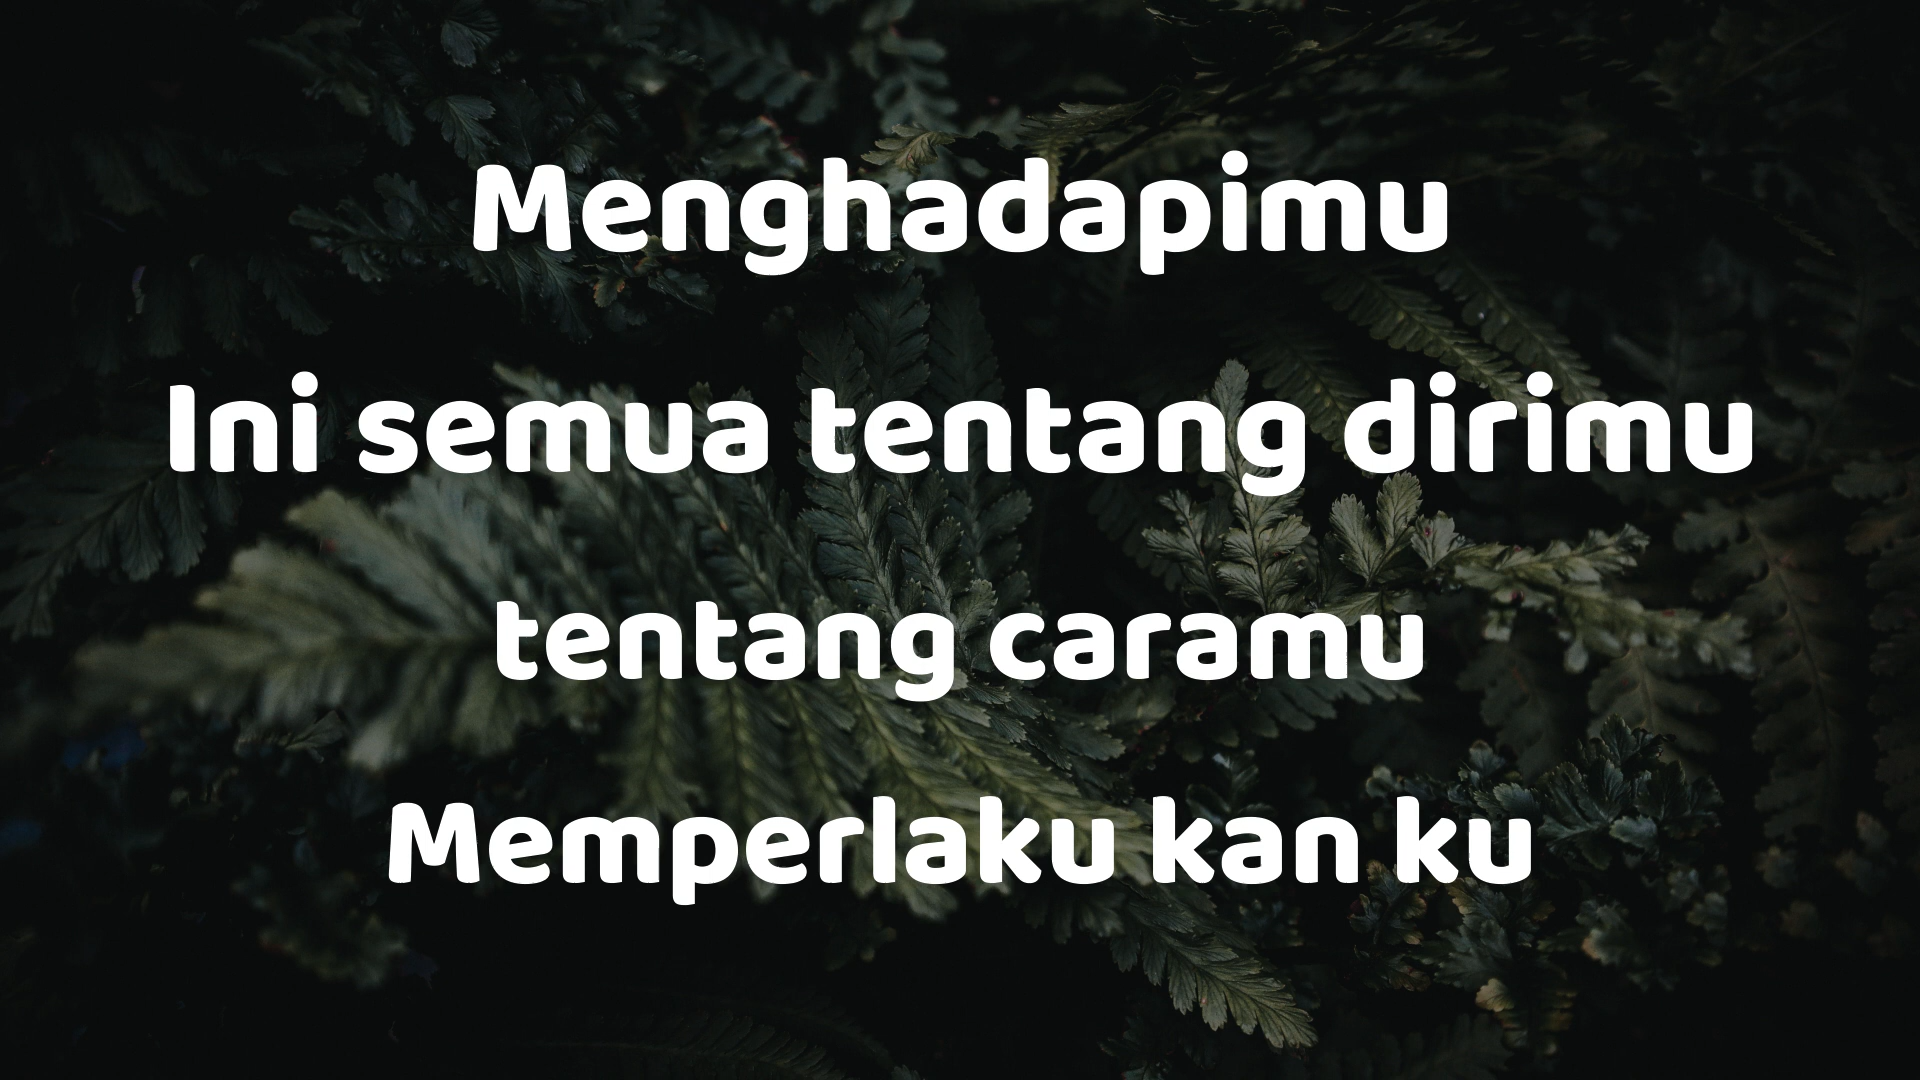 Menghadapimu
Ini semua tentang dirimu
tentang caramu
Memperlaku kan ku